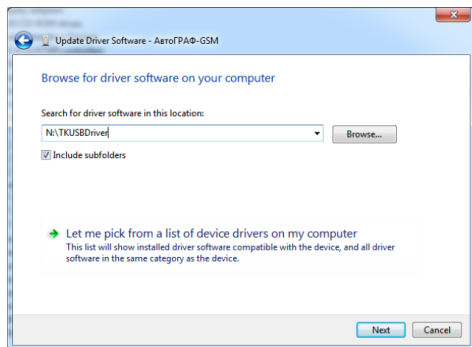 Update Driver Software - АвтоГРАФ-GSM
Browse for driver software on your computer
Search for driver software in this location:
N:\TKUSBDriver
Browse...
Include subfolders
Let me pick from a list of device drivers on my computer
This list will show installed driver software compatible with the device, and all driver
software in the same category as the device.
Next
Cancel